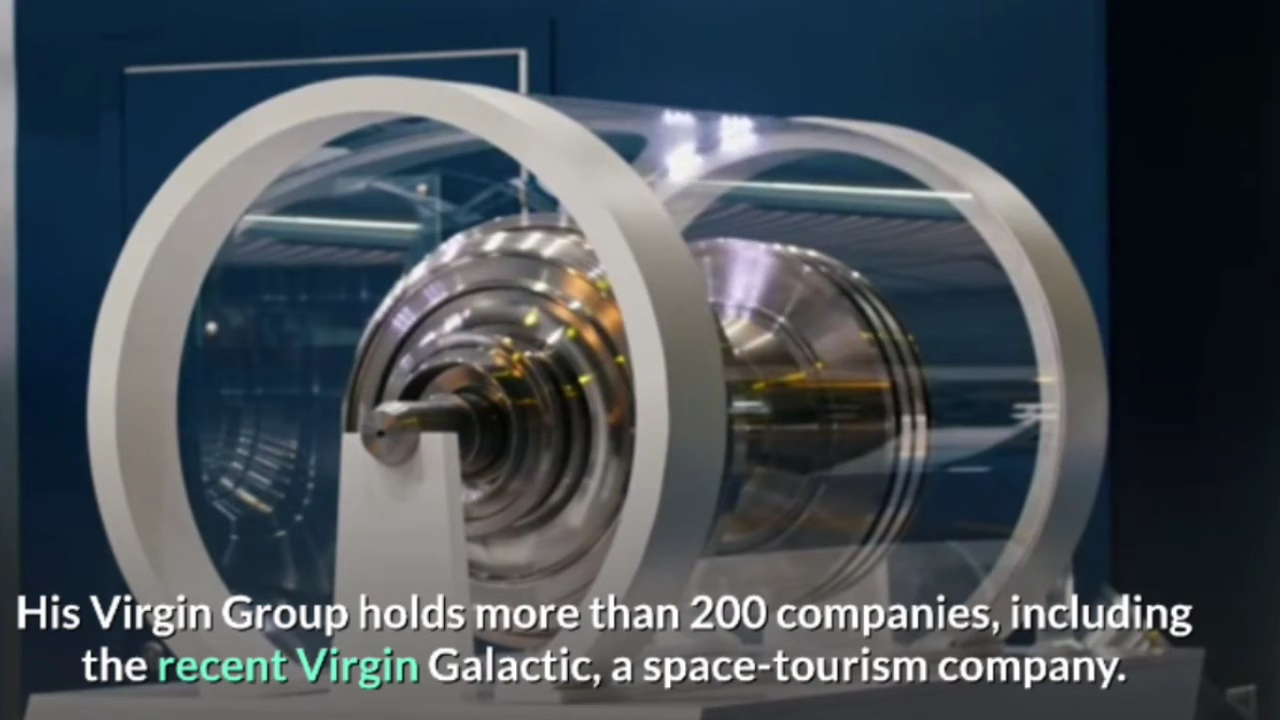 His Virgin Group holds more than 200 companies, including
the recent Virgin Galactic, a space-tourism company.